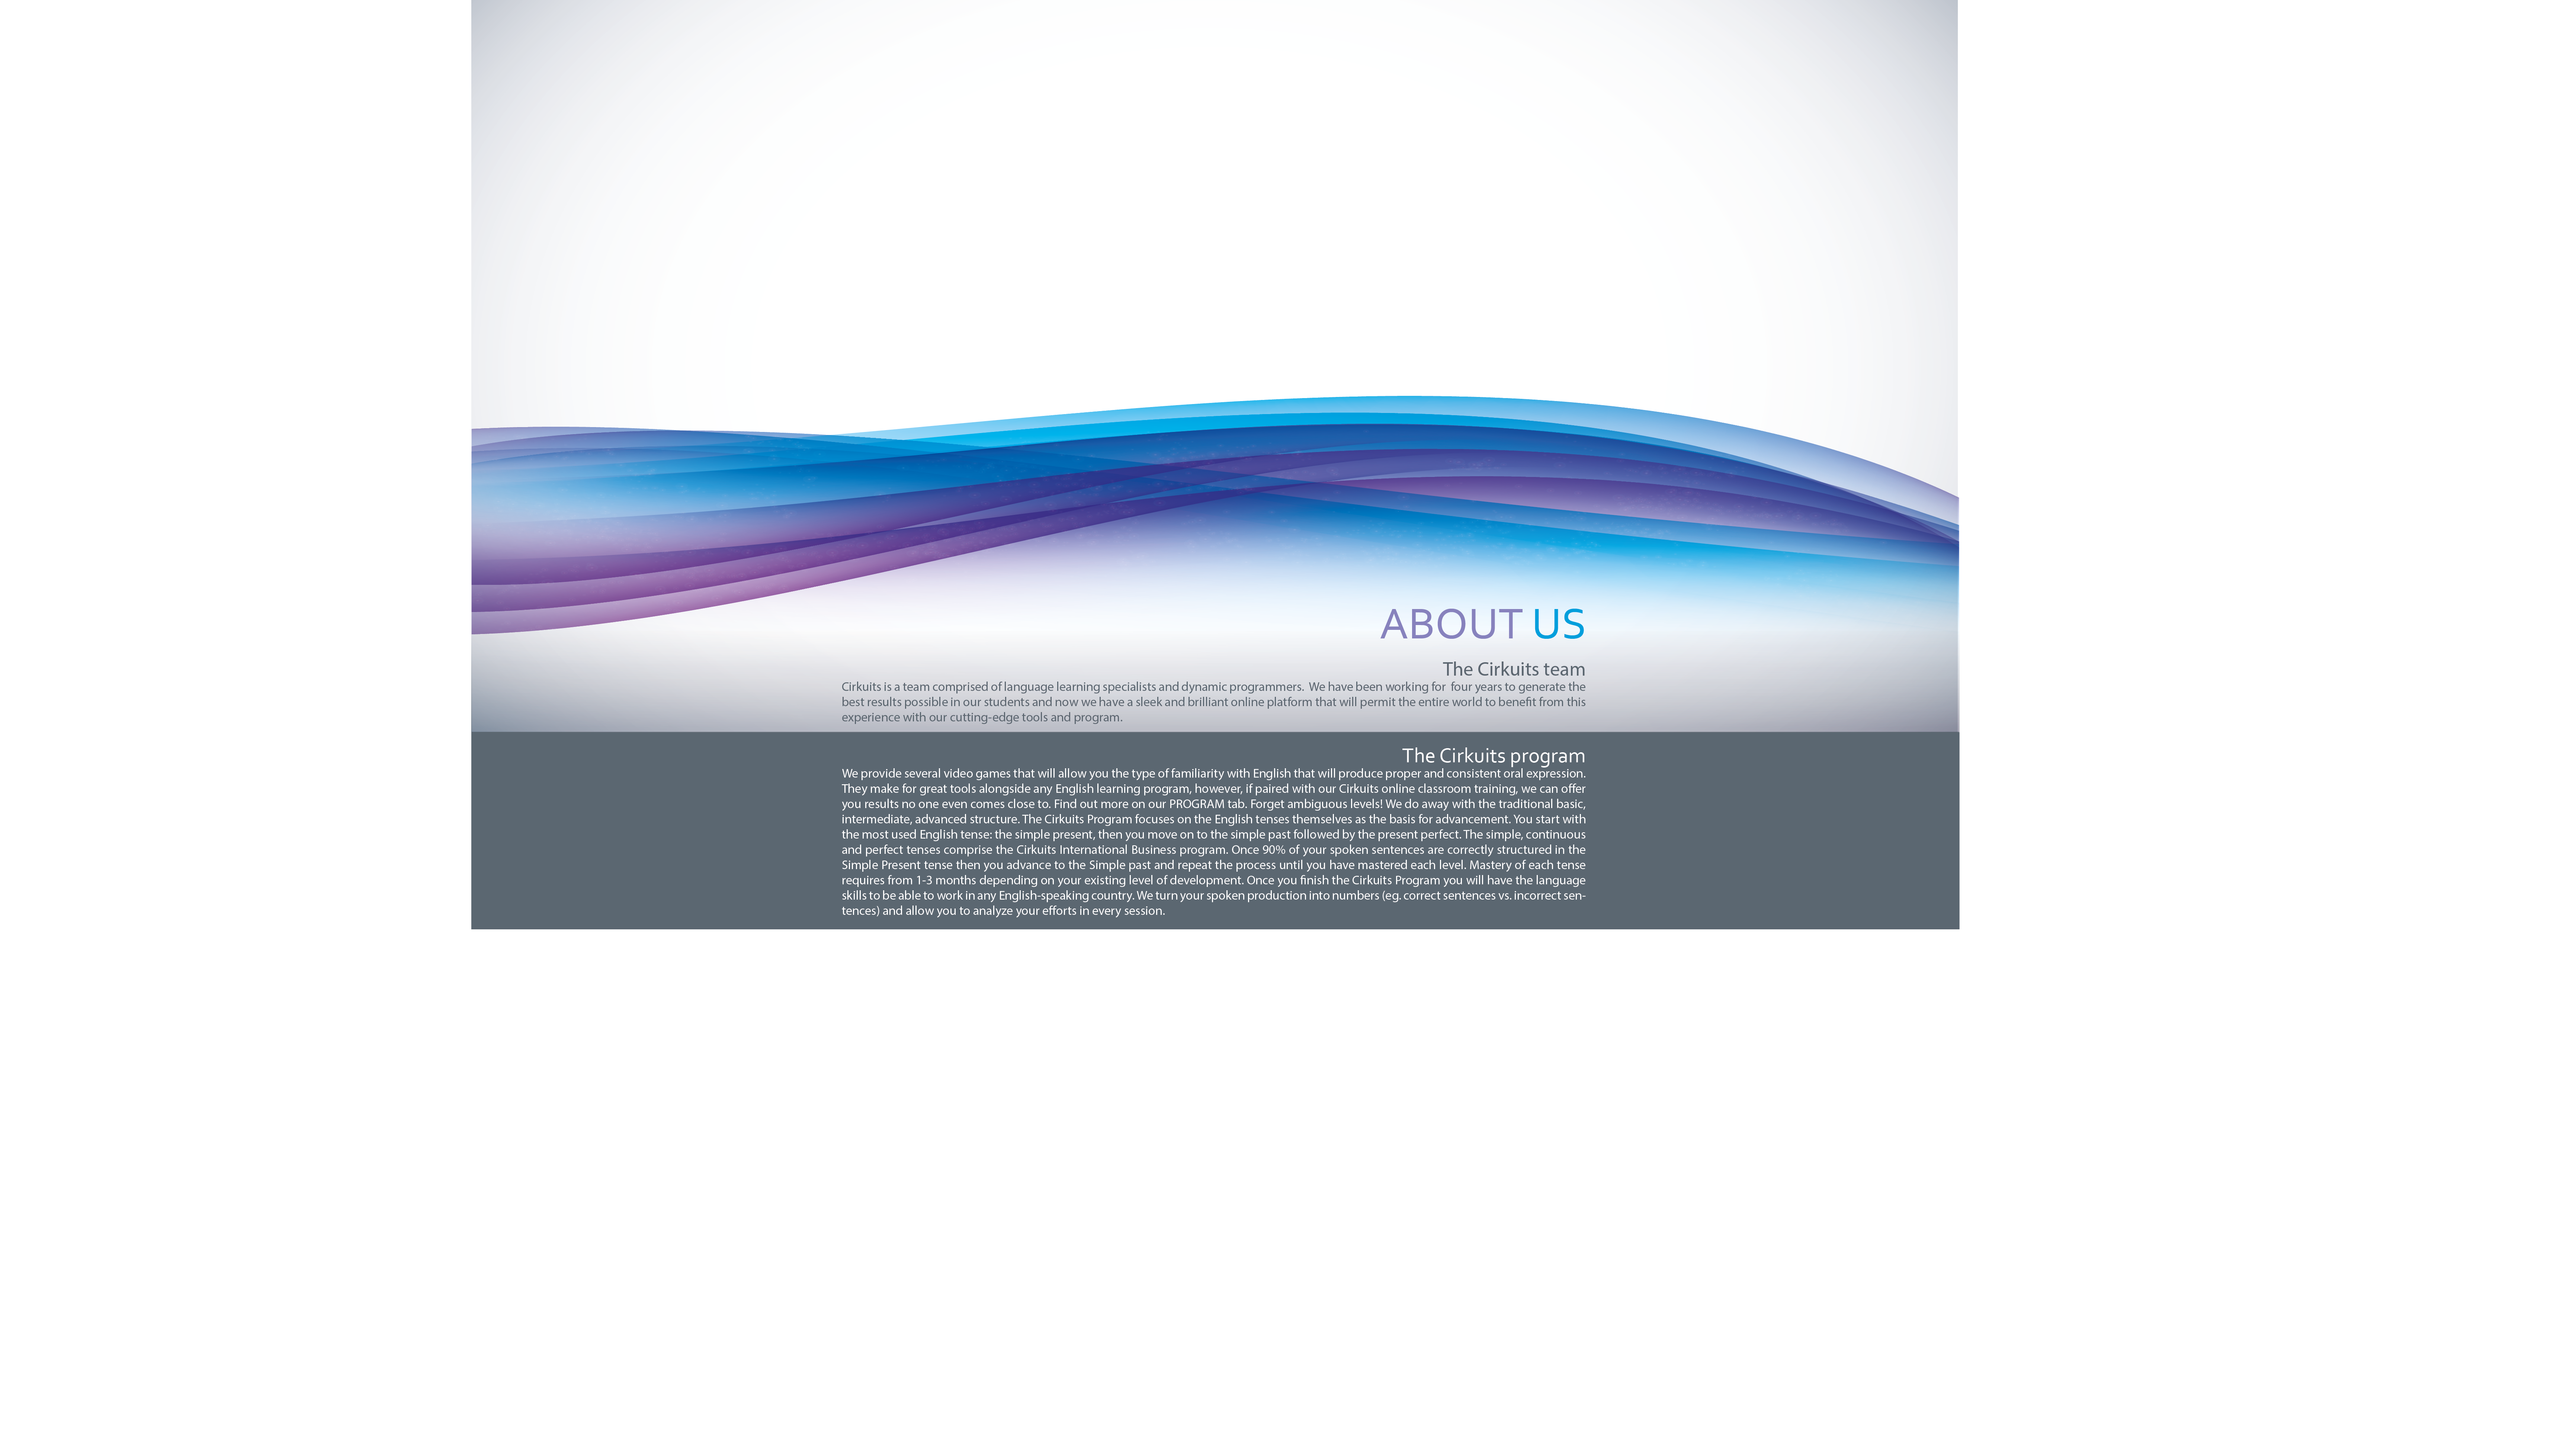 ABOUT US
The Cirkuits team
Cirkuits is a team comprised of language learning specialists and dynamic programmers. We have been working for four years to generate the
best results possible in our students and now we have a sleek and brilliant online platform that will permit the entire world to benefit from this
experience with our cutting-edge tools and program.
The Cirkuits program
We provide several video games that will allow you the type of familiarity with English that will produce proper and consistent oral expression.
They make for great tools alongside any English learning program, however, if paired with our Cirkuits online classroom training, we can offer
you results no one even comes close to. Find out more on our PROGRAM tab. Forget ambiguous levels! We do away with the traditional basic,
intermediate, advanced structure. The Cirkuits Program focuses on the English tenses themselves as the basis for advancement. You start with
the most used English tense: the simple present, then you move on to the simple past followed by the present perfect. The simple, continuous
and perfect tenses comprise the Cirkuits International Business program. Once 90% of your spoken sentences are correctly structured in the
Simple Present tense then you advance to the Simple past and repeat the process until you have mastered each level. Mastery of each tense
requires from 1-3 months depending on your existing level of development. Once you finish the Cirkuits Program you will have the language
skills to be able to work in any English-speaking country. We turn your spoken production into numbers (eg. correct sentences vs. incorrect sen-
tences) and allow you to analyze your efforts in every session.